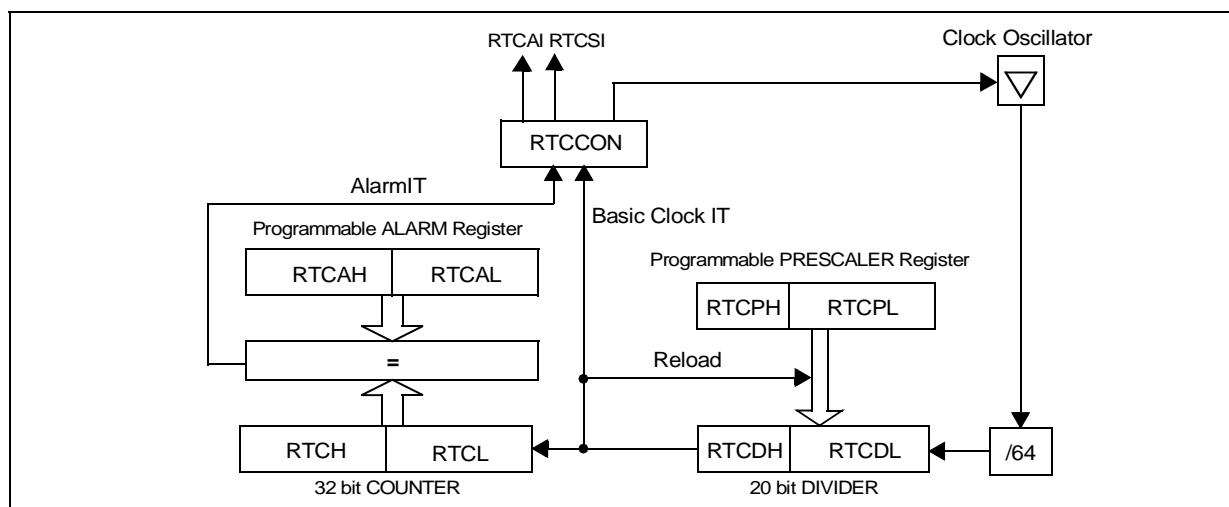 RTCAI RTCSI
Clock Oscillator
RTCCON
AlarmIT
Basic Clock IT
Programmable ALARM Register
RTCAH RTCAL
Programmable PRESCALER Register
RTCPH RTCPL
=
Reload
RTCH RTCL
RTCDH RTCDL
/64
32 bit COUNTER
20 bit DIVIDER